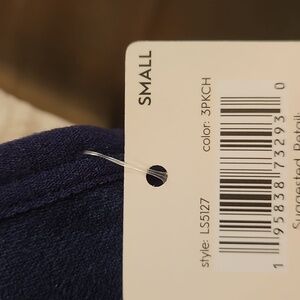 SMALL
color: 3PKCH
style: LS5127
1 95838 73293 0
Suggested Retail